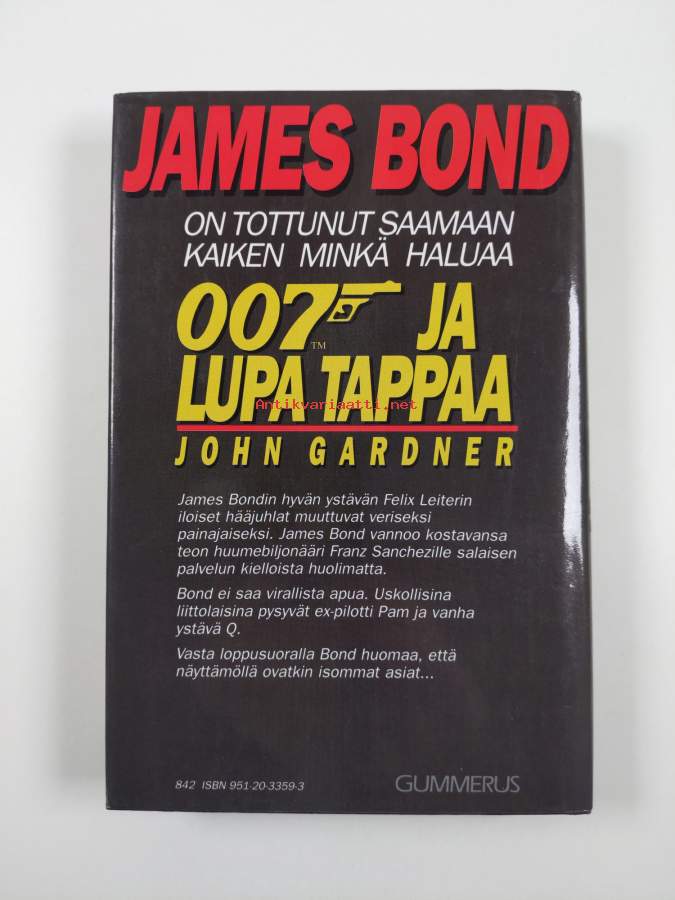 JAMES BOND
ON TOTTUNUT SAAMAAN
KAIKEN MINKÄ HALUAA
007 TM JA
LUPA TAPPAA
Antikvariaatti.net
JOHN GARDNER
James Bondin hyvän ystävän Felix Leiterin
iloiset hääjuhlat muuttuvat veriseksi
painajaiseksi. James Bond vannoo kostavansa
teon huumebiljonääri Franz Sanchezille salaisen
palvelun kielloista huolimatta.
Bond ei saa virallista apua. Uskollisina
liittolaisina pysyvät ex-pilotti Pam ja vanha
ystävä Q.
Vasta loppusuoralla Bond huomaa, että
näyttämöllä ovatkin isommat asiat...
842 ISBN 951-20-3359-3
GUMMERUS